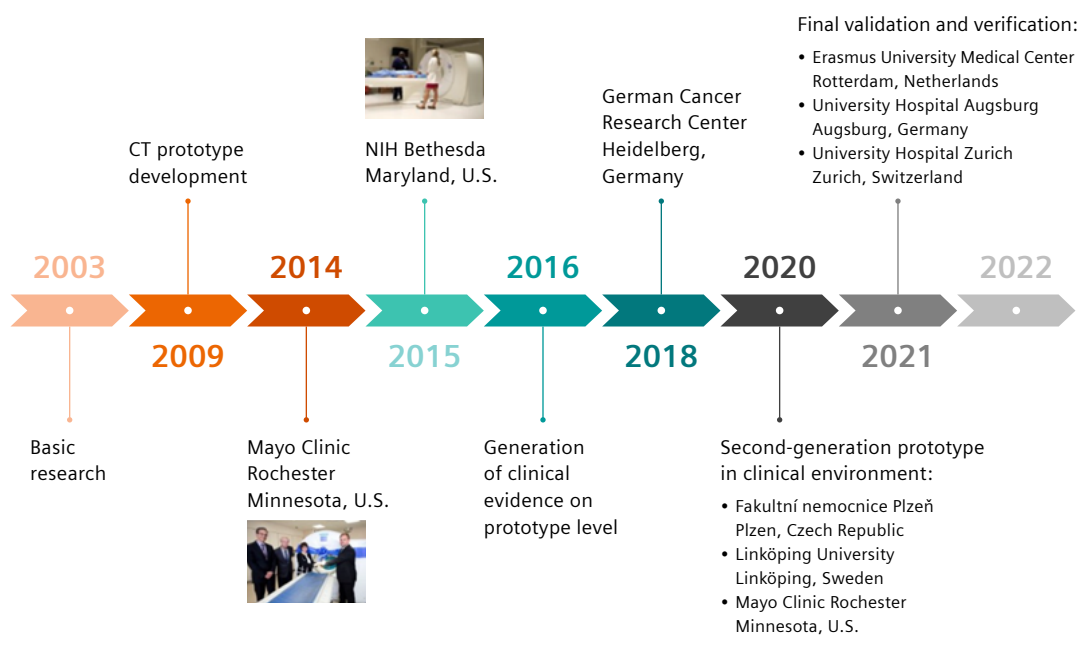 2003
Basic
research
CT prototype
development
2009
2014
Mayo Clinic
Rochester
Minnesota, U.S.
NIH Bethesda
Maryland, U.S.
2015
2016
Generation
of clinical
evidence on
prototype level
German Cancer
Research Center
Heidelberg,
Germany
2018
2020
Second-generation prototype
in clinical environment:
• Fakultní nemocnice Plzeň
Plzen, Czech Republic
• Linköping University
Linköping, Sweden
• Mayo Clinic Rochester
Minnesota, U.S.
Final validation and verification:
• Erasmus University Medical Center
Rotterdam, Netherlands
• University Hospital Augsburg
Augsburg, Germany
• University Hospital Zurich
Zurich, Switzerland
2021
2022